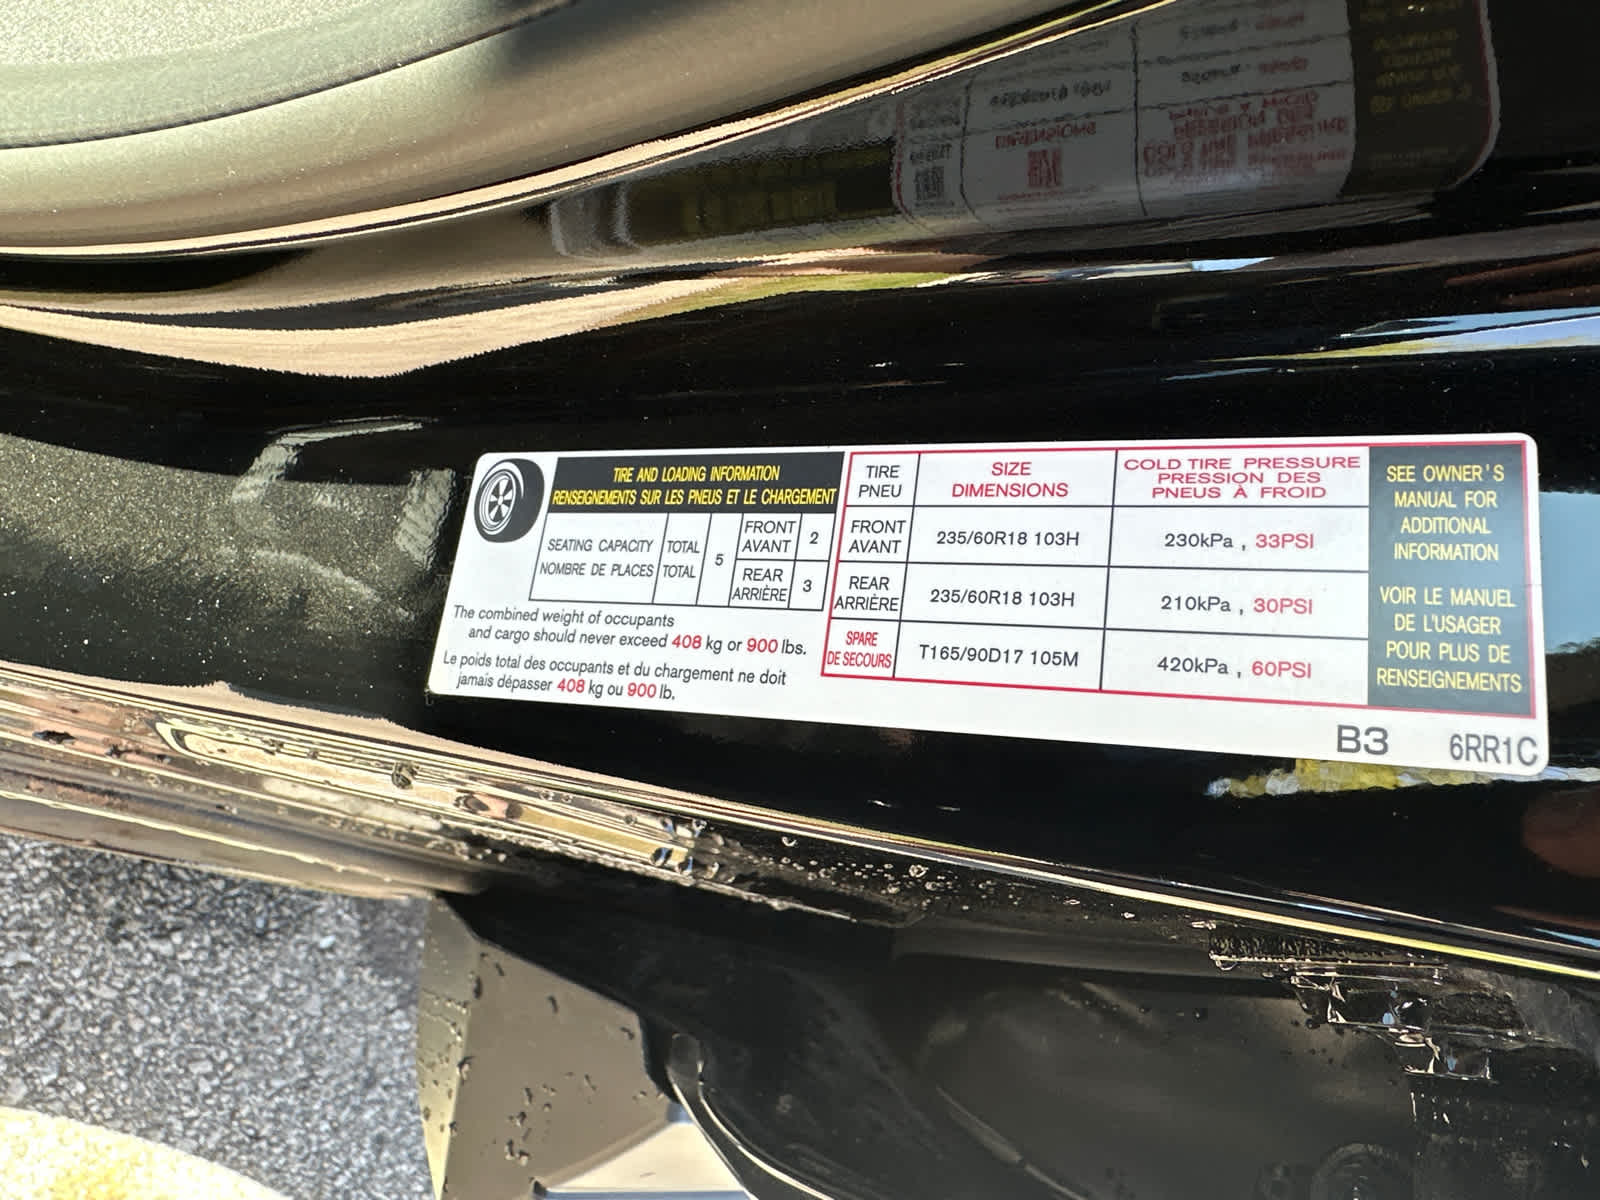 TIRE AND LOADING INFORMATION
RENSEIGNEMENTS SUR LES PNEUS ET LE CHARGEMENT
SEATING CAPACITY
NOMBRE DE PLACES
TOTAL
TOTAL
5
FRONT
AVANT
2
REAR
ARRIÈRE
3
The combined weight of occupants
and cargo should never exceed 408 kg or 900 lbs.
Le poids total des occupants et du chargement ne doit
jamais dépasser 408 kg ou 900 lb.
TIRE
PNEU
SIZE
DIMENSIONS
COLD TIRE PRESSURE
PRESSION DES
PNEUS À FROID
FRONT
AVANT
235/60R18 103H
230kPa , 33PSI
REAR
ARRIÈRE
235/60R18 103H
210kPa , 30PSI
SPARE
DE SECOURS
T165/90D17 105M
420kPa , 60PSI
SEE OWNER'S
MANUAL FOR
ADDITIONAL
INFORMATION
VOIR LE MANUEL
DE L'USAGER
POUR PLUS DE
RENSEIGNEMENTS
B3 6RR1C